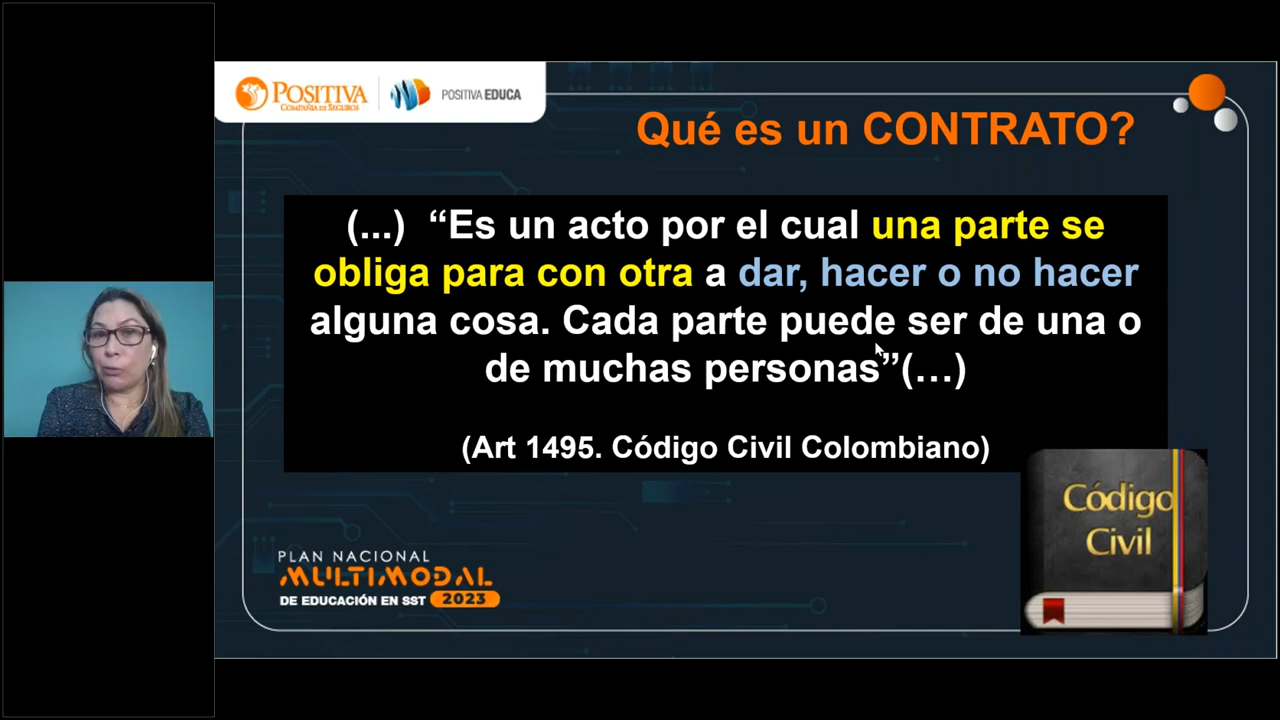 POSITIVA
COMPAÑÍA DE SEGUROS
POSITIVA EDUCA
Qué es un CONTRATO?
(...) “Es un acto por el cual una parte se
obliga para con otra a dar, hacer o no hacer
alguna cosa. Cada parte puede ser de una o
de muchas personas”(…)
(Art 1495. Código Civil Colombiano)
Código
Civil
PLAN NACIONAL
MULTIMODAL
DE EDUCACIÓN EN SST 2023